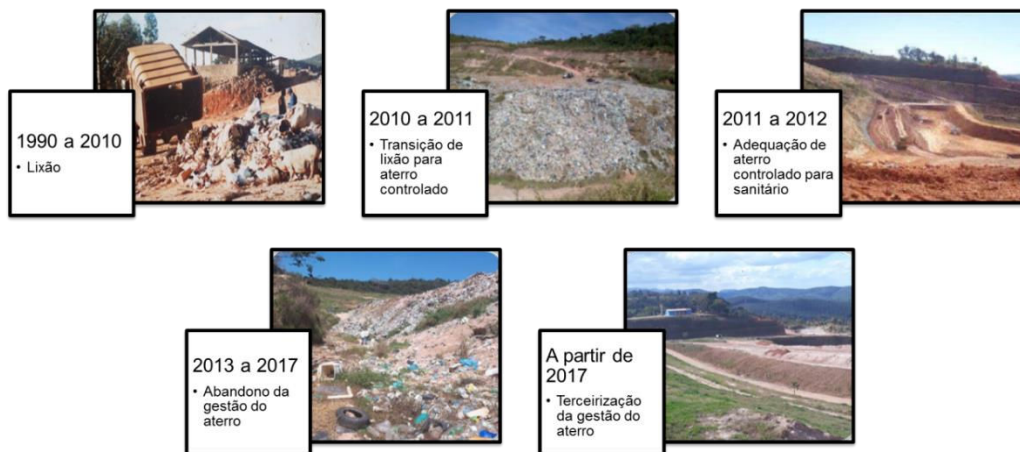 1990 a 2010
• Lixão
2010 a 2011
• Transição de
lixão para
aterro
controlado
2011 a 2012
• Adequação de
aterro
controlado para
sanitário
2013 a 2017
• Abandono da
gestão do
aterro
A partir de
2017
• Terceirização
da gestão do
aterro